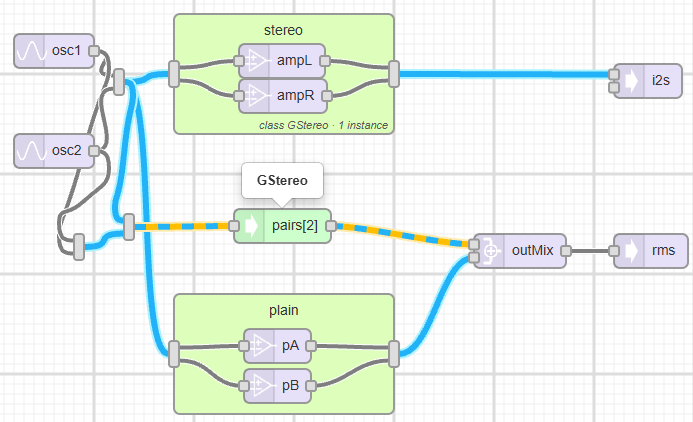 osc1
osc2
stereo
ampL
ampR
class GStereo · 1 instance
i2s
GStereo
pairs[2]
outMix
rms
plain
pA
pB